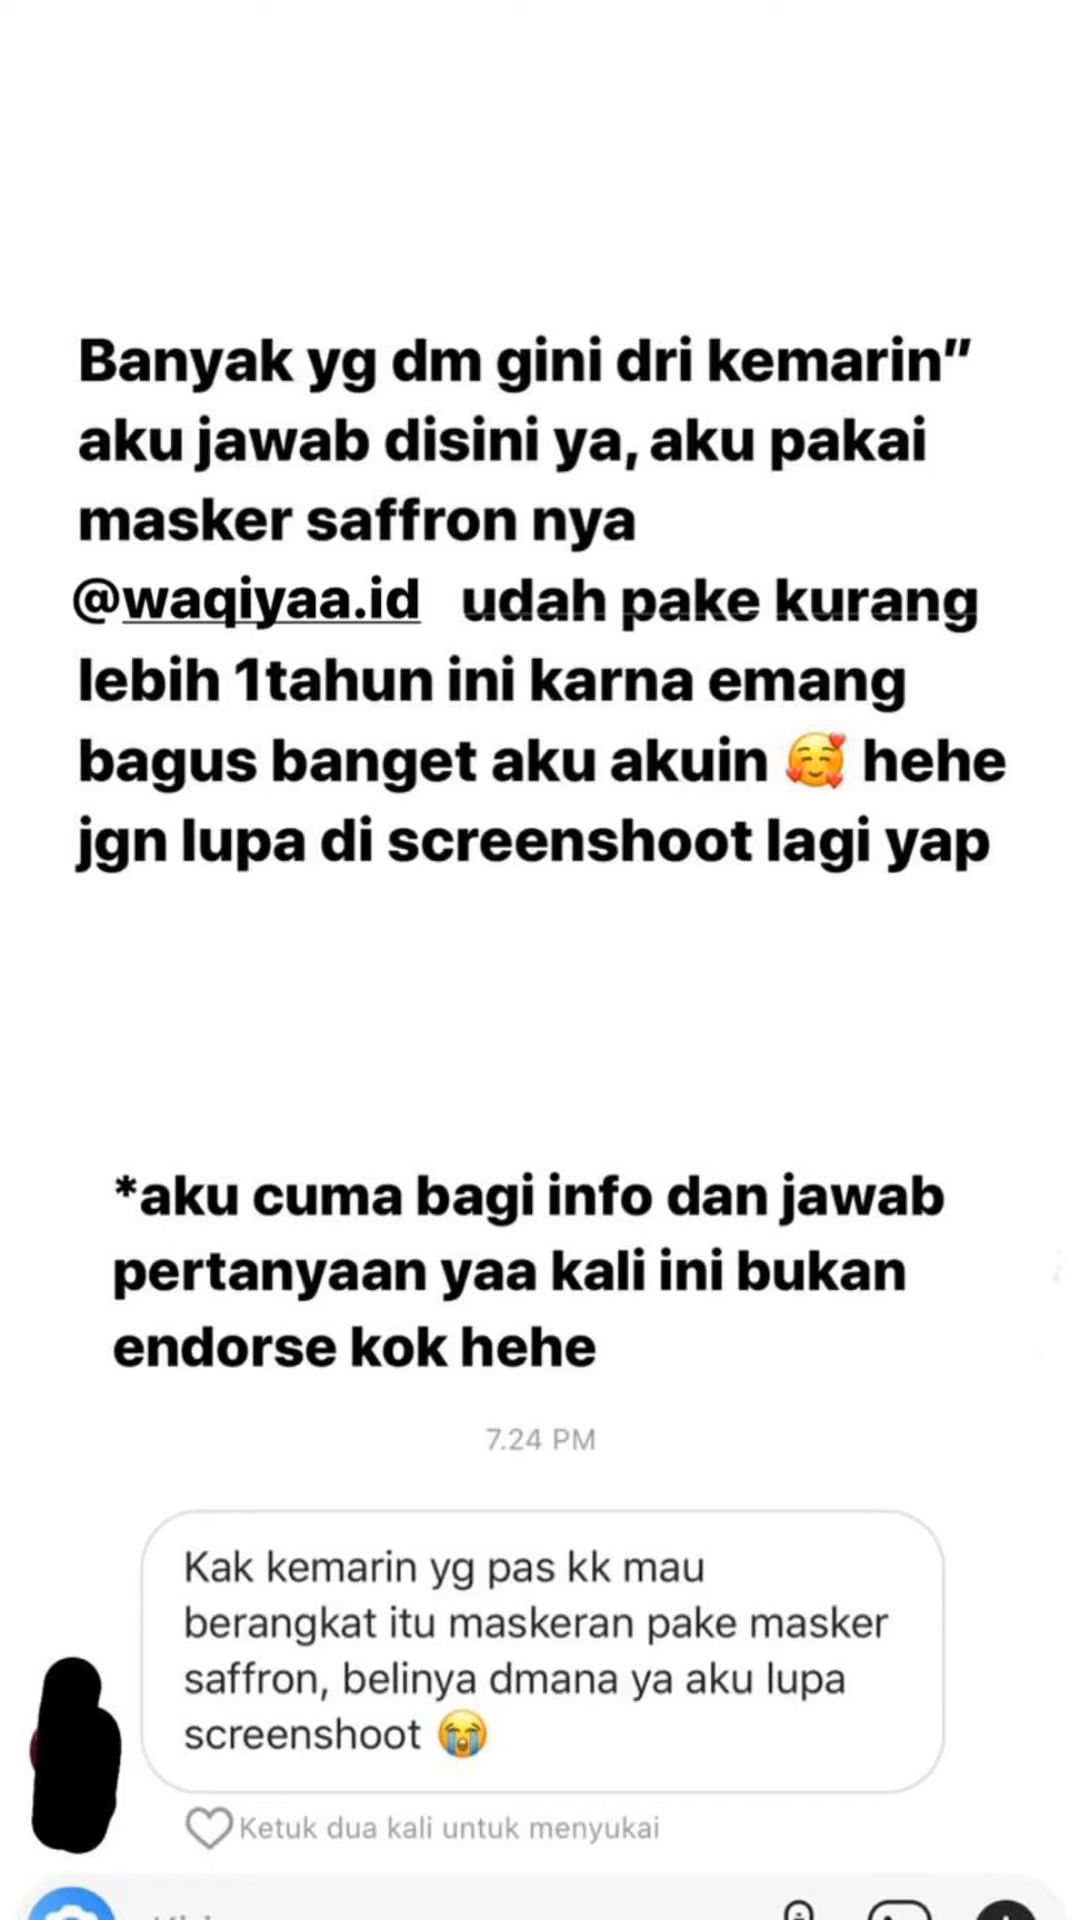 Banyak yg dm gini dri kemarin"
aku jawab disini ya, aku pakai
masker saffron nya
@waqiyaa.id udah pake kurang
lebih 1tahun ini karna emang
bagus banget aku akuin 🥰 hehe
jgn lupa di screenshoot lagi yap
*aku cuma bagi info dan jawab
pertanyaan yaa kali ini bukan
endorse kok hehe
7.24 PM
Kak kemarin yg pas kk mau
berangkat itu maskeran pake masker
saffron, belinya dmana ya aku lupa
screenshoot 😭
Ketuk dua kali untuk menyukai